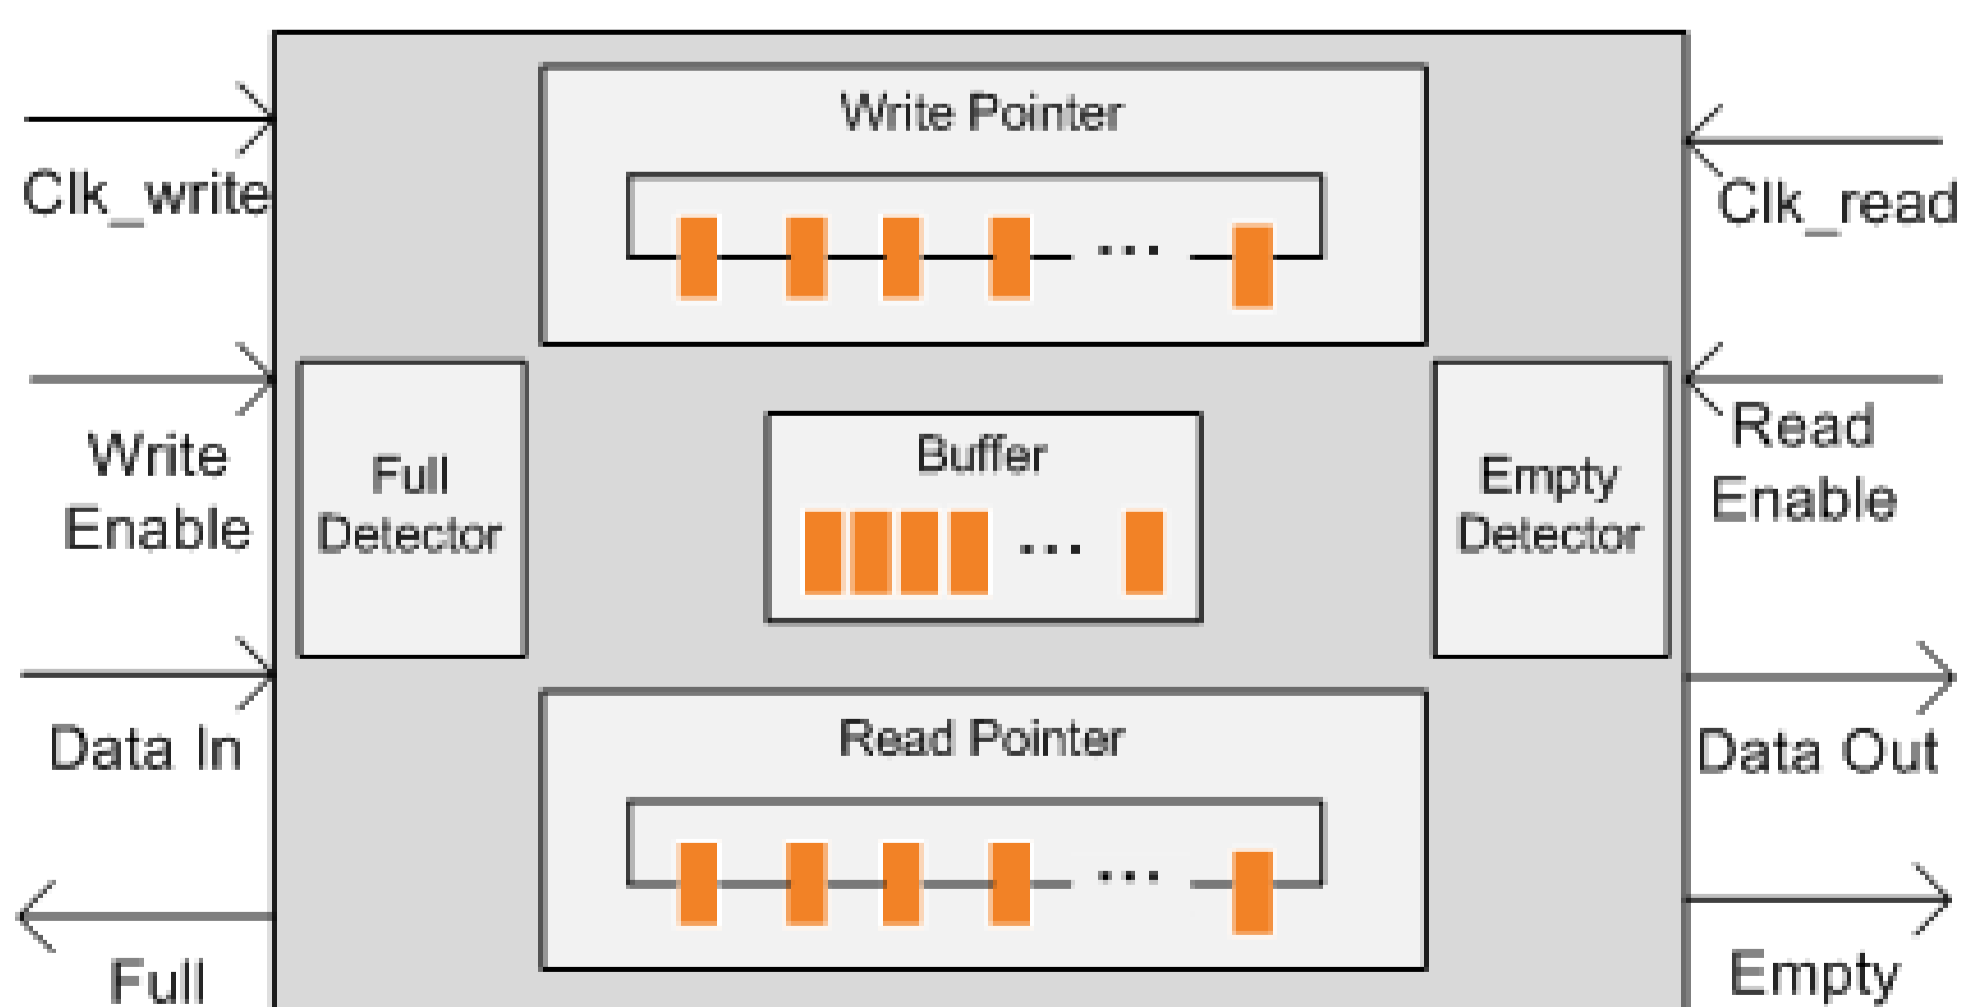 Write Pointer
Clk_write
Clk_read
...
Write
Enable
Full
Detector
Buffer
...
Empty
Detector
Read
Enable
Data In
Read Pointer
Data Out
...
Full
Empty